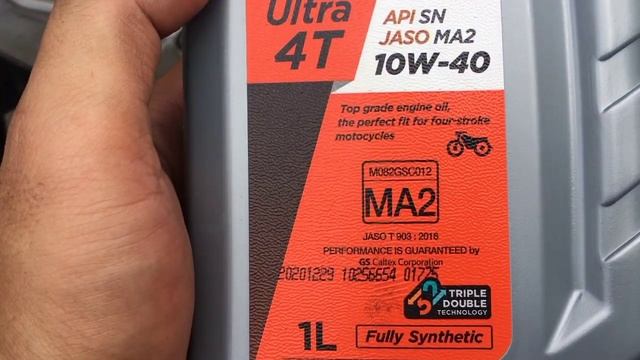 Ultra
4T
API SN
JASO MA2
10W-40
Top grade engine oil,
the perfect fit for four-stroke
motocycles
M082GSC012
MA2
JASO T 903 : 2016
PERFORMANCE IS GUARANTEED by
GS Caltex Corporation
20201229 10256654 01725
TRIPLE
DOUBLE
TECHNOLOGY
1L
Fully Synthetic